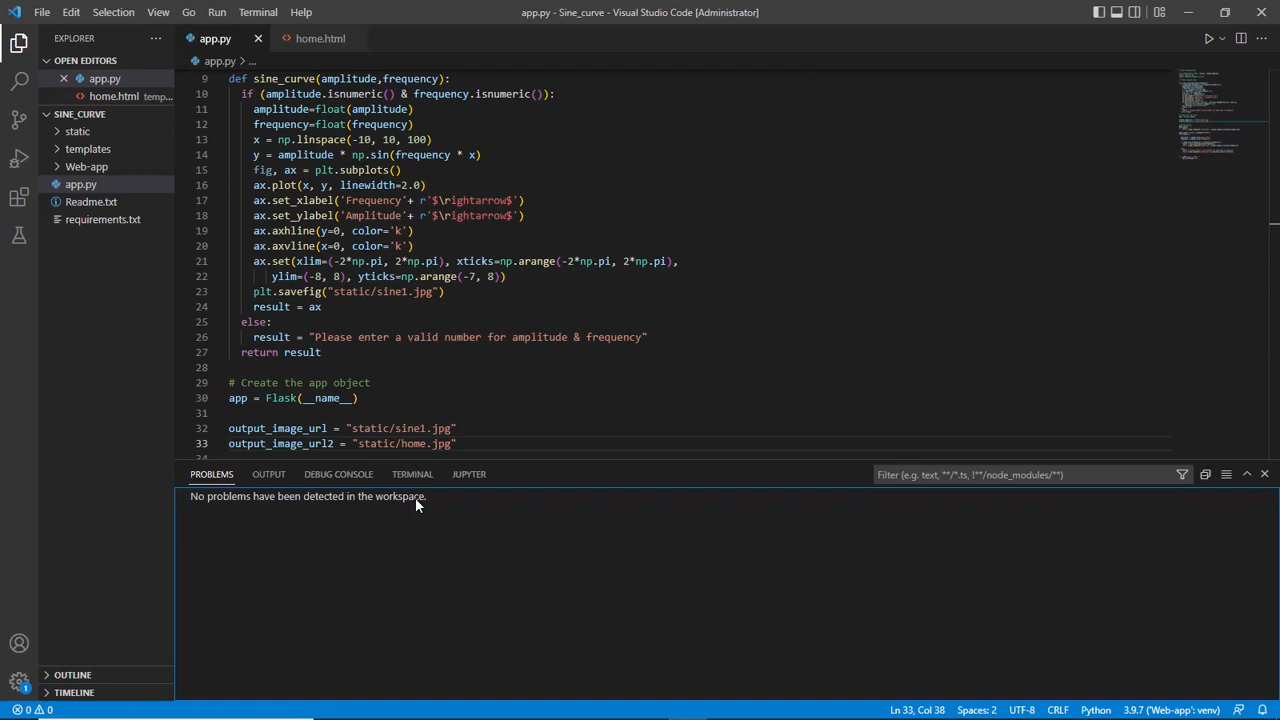 File Edit Selection View Go Run Terminal Help
app.py - Sine_curve - Visual Studio Code [Administrator]
EXPLORER
OPEN EDITORS
app.py
home.html temp...
SINE_CURVE
static
templates
Web-app
app.py
Readme.txt
requirements.txt
OUTLINE
TIMELINE
1
app.py
home.html
app.py > ...
9 def sine_curve(amplitude,frequency):
10 if (amplitude.isnumeric() & frequency.isnumeric()):
11 amplitude=float(amplitude)
12 frequency=float(frequency)
13 x = np.linspace(-10, 10, 100)
14 y = amplitude * np.sin(frequency * x)
15 fig, ax = plt.subplots()
16 ax.plot(x, y, linewidth=2.0)
17 ax.set_xlabel('Frequency'+ r'$\rightarrow$')
18 ax.set_ylabel('Amplitude'+ r'$\rightarrow$')
19 ax.axhline(y=0, color='k')
20 ax.axvline(x=0, color='k')
21 ax.set(xlim=(-2*np.pi, 2*np.pi), xticks=np.arange(-2*np.pi, 2*np.pi),
22 ylim=(-8, 8), yticks=np.arange(-7, 8))
23 plt.savefig("static/sine1.jpg")
24 result = ax
25 else:
26 result = "Please enter a valid number for amplitude & frequency"
27 return result
28
29 # Create the app object
30 app = Flask(__name__)
31
32 output_image_url = "static/sine1.jpg"
33 output_image_url2 = "static/home.jpg"
34
PROBLEMS OUTPUT DEBUG CONSOLE TERMINAL JUPYTER
Filter (e.g. text, **/*.ts, !**/node_modules/**)
No problems have been detected in the workspace.
0 0
Ln 33, Col 38 Spaces: 2 UTF-8 CRLF Python 3.9.7 ('Web-app': venv)